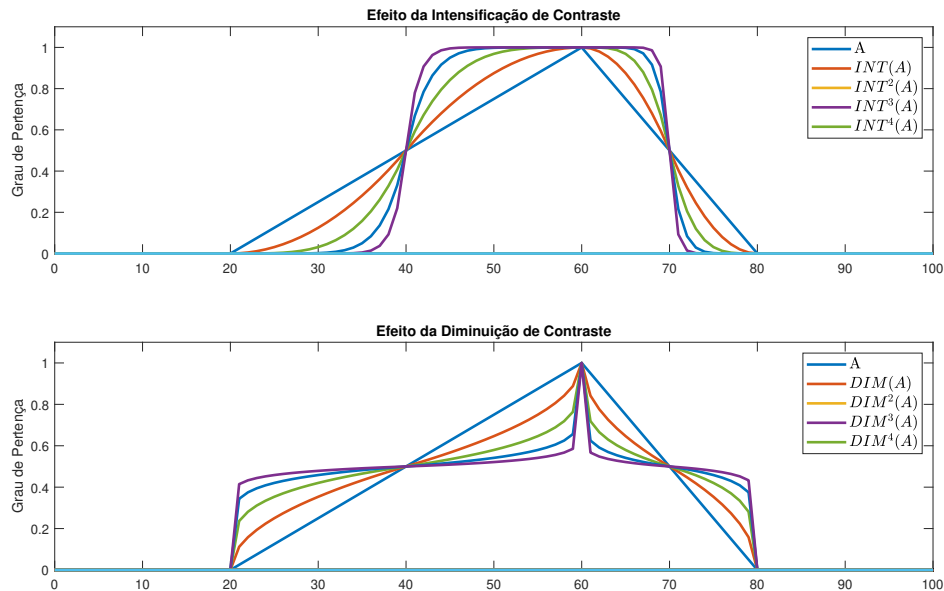 Efeito da Intensificação de Contraste
Grau de Pertença
1
0.8
0.6
0.4
0.2
0
0 10 20 30 40 50 60 70 80 90 100
A
INT(A)
INT²(A)
INT³(A)
INT⁴(A)
Efeito da Diminuição de Contraste
Grau de Pertença
1
0.8
0.6
0.4
0.2
0
0 10 20 30 40 50 60 70 80 90 100
A
DIM(A)
DIM²(A)
DIM³(A)
DIM⁴(A)